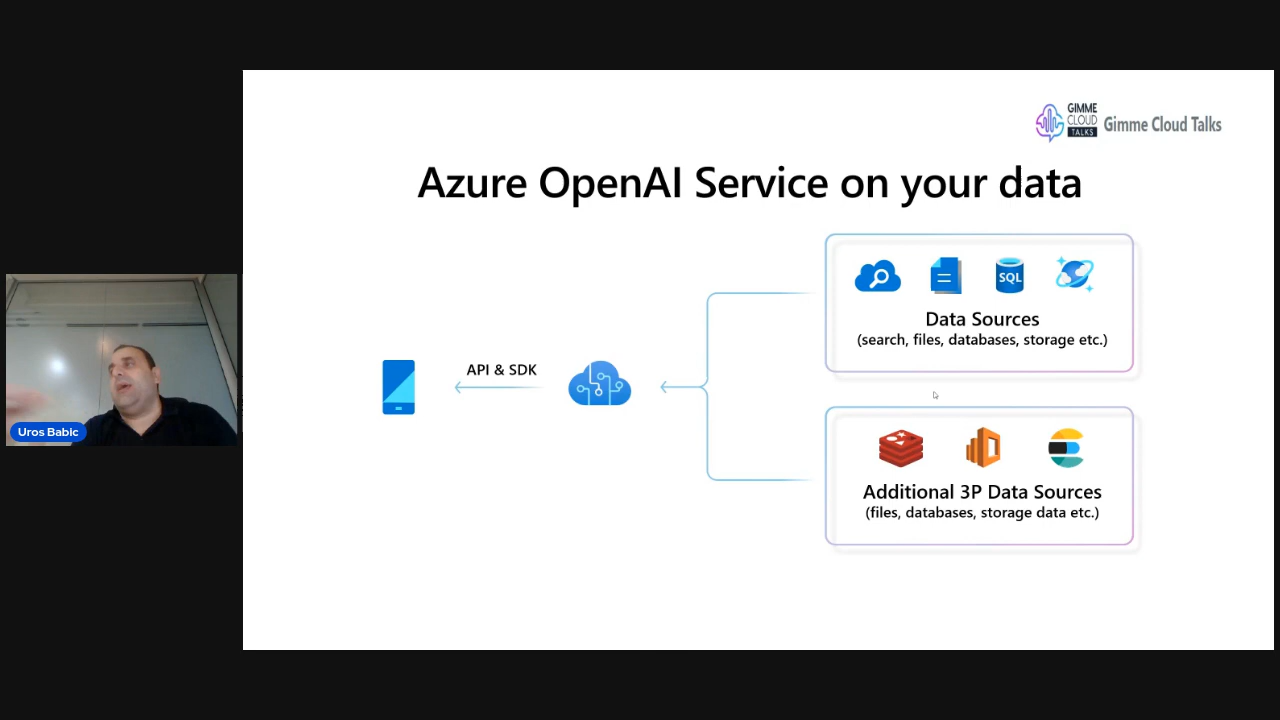 GIMME
CLOUD
TALKS
Gimme Cloud Talks
Azure OpenAI Service on your data
SQL
Data Sources
(search, files, databases, storage etc.)
API & SDK
Additional 3P Data Sources
(files, databases, storage data etc.)
Uros Babic